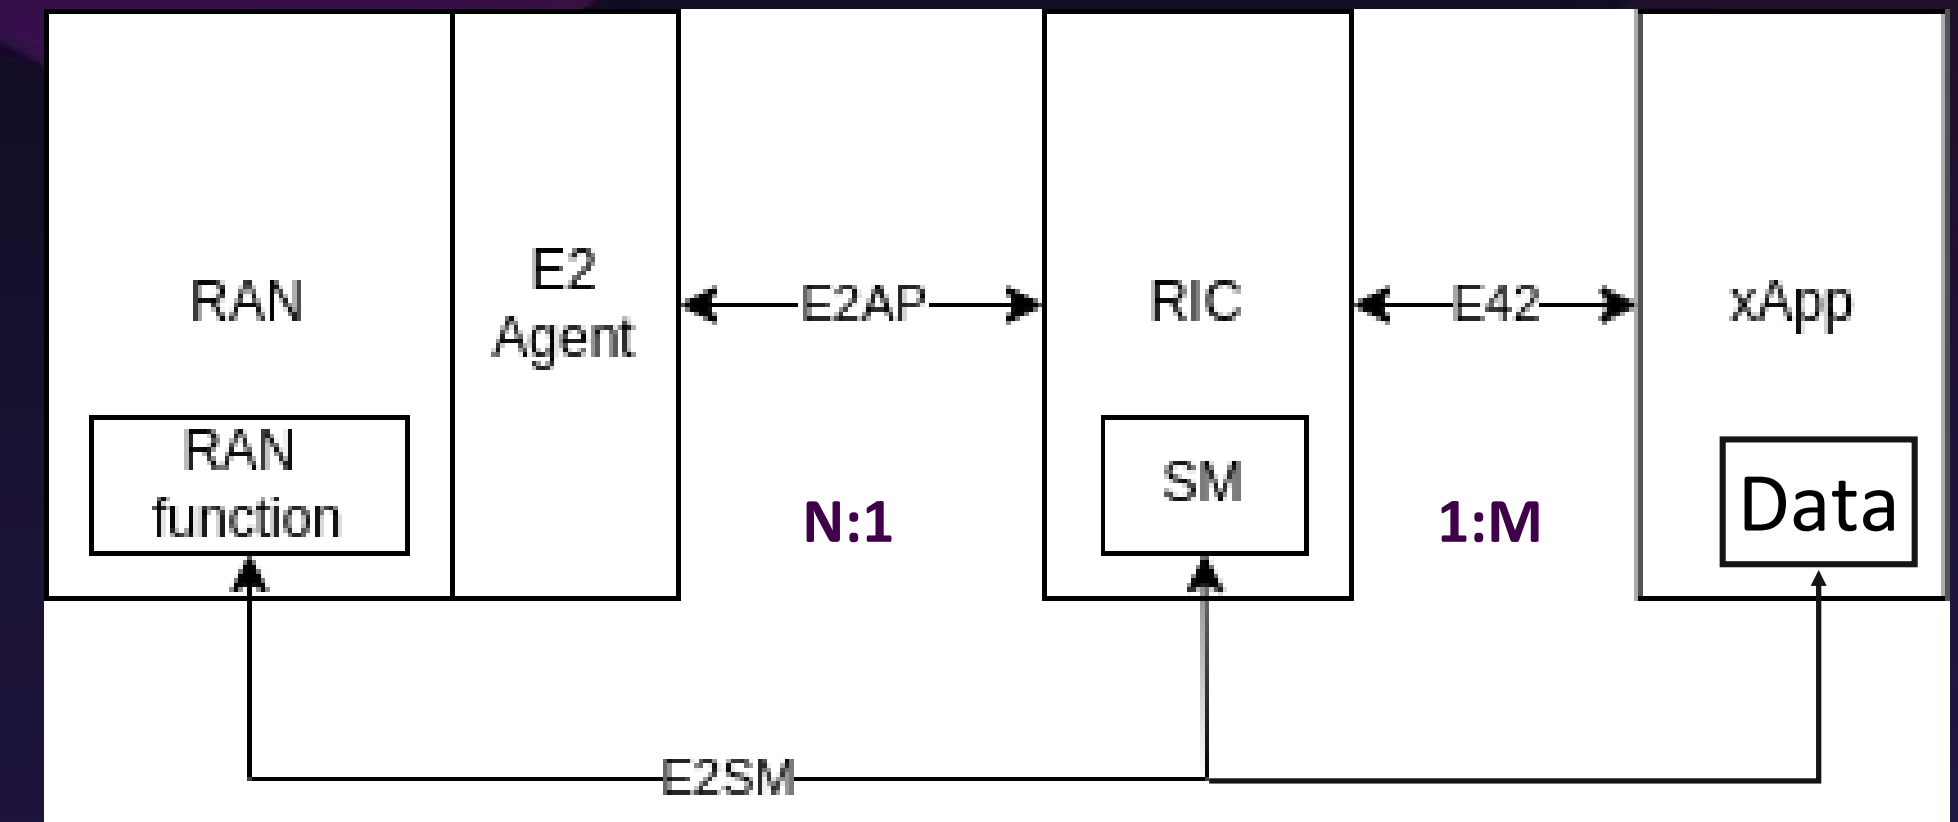 RAN
E2
Agent
E2AP
RIC
E42
xApp
RAN
function
N:1
SM
1:M
Data
E2SM